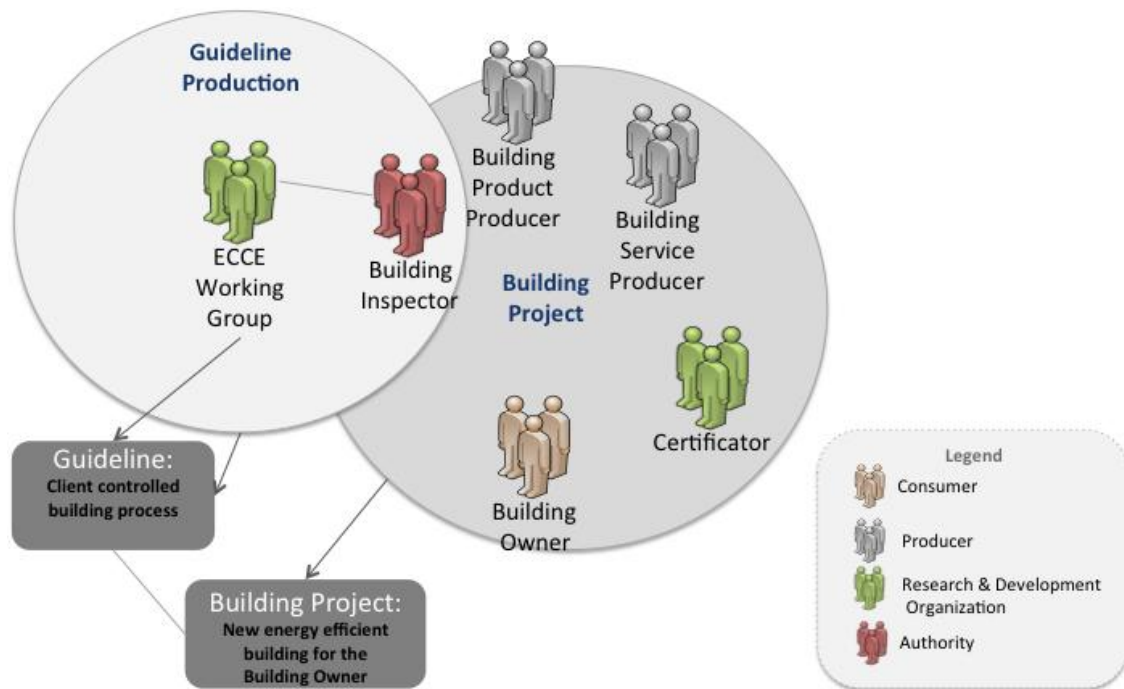 Guideline
Production
ECCE
Working
Group
Building
Inspector
Building
Product
Producer
Building
Service
Producer
Building
Project
Certificator
Building
Owner
Guideline:
Client controlled
building process
Building Project:
New energy efficient
building for the
Building Owner
Legend
Consumer
Producer
Research & Development
Organization
Authority